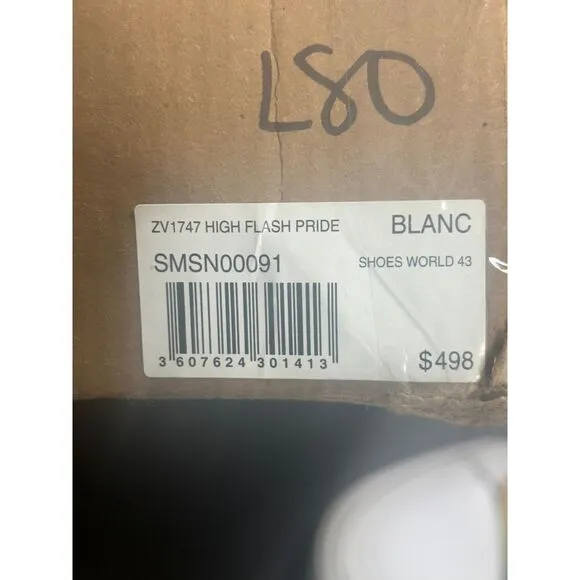 L80
ZV1747 HIGH FLASH PRIDE BLANC
SMSN00091 SHOES WORLD 43
3 607624 301413
$498